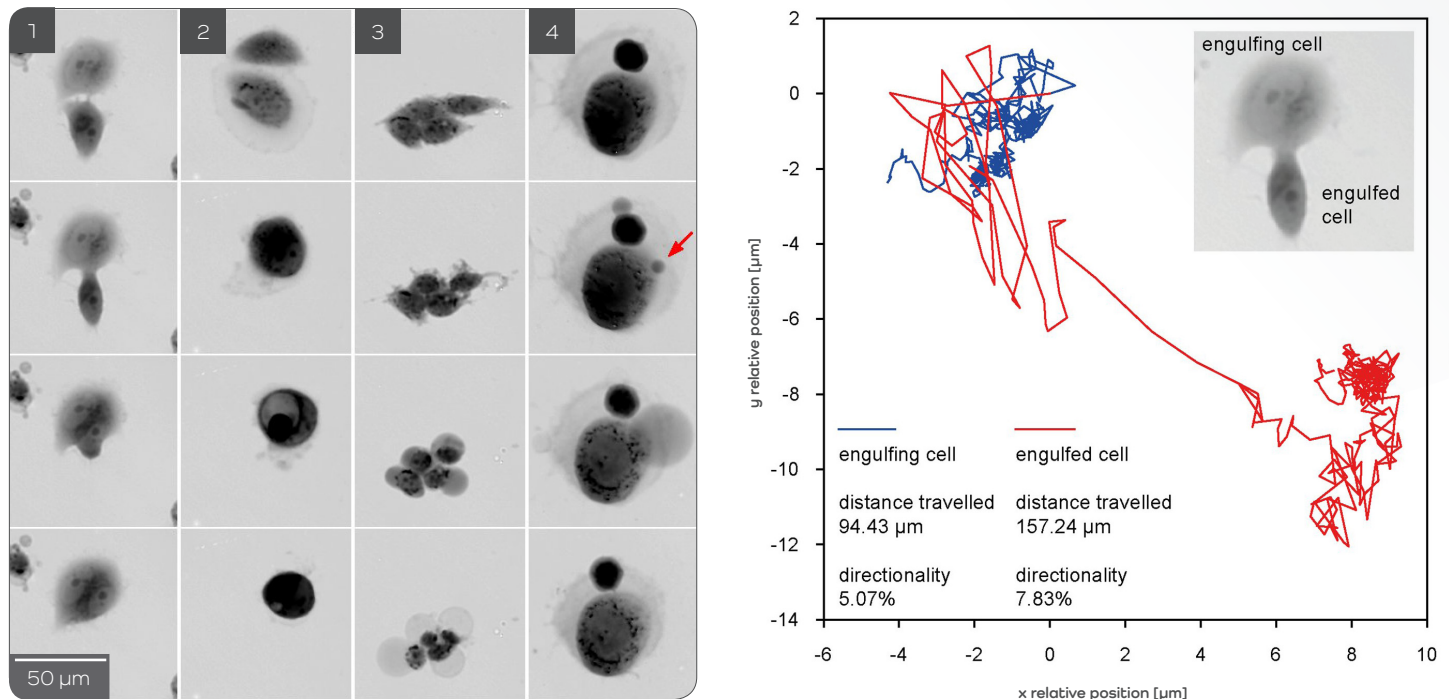 1
2
3
4
50 µm
2
0
-2
-4
-6
-8
-10
-12
-14
y relative position [µm]
engulfing cell
engulfed
cell
engulfing cell
engulfed cell
distance travelled
94.43 µm
distance travelled
157.24 µm
directionality
5.07%
directionality
7.83%
-6
-4
-2
0
2
4
6
8
10
x relative position [µm]